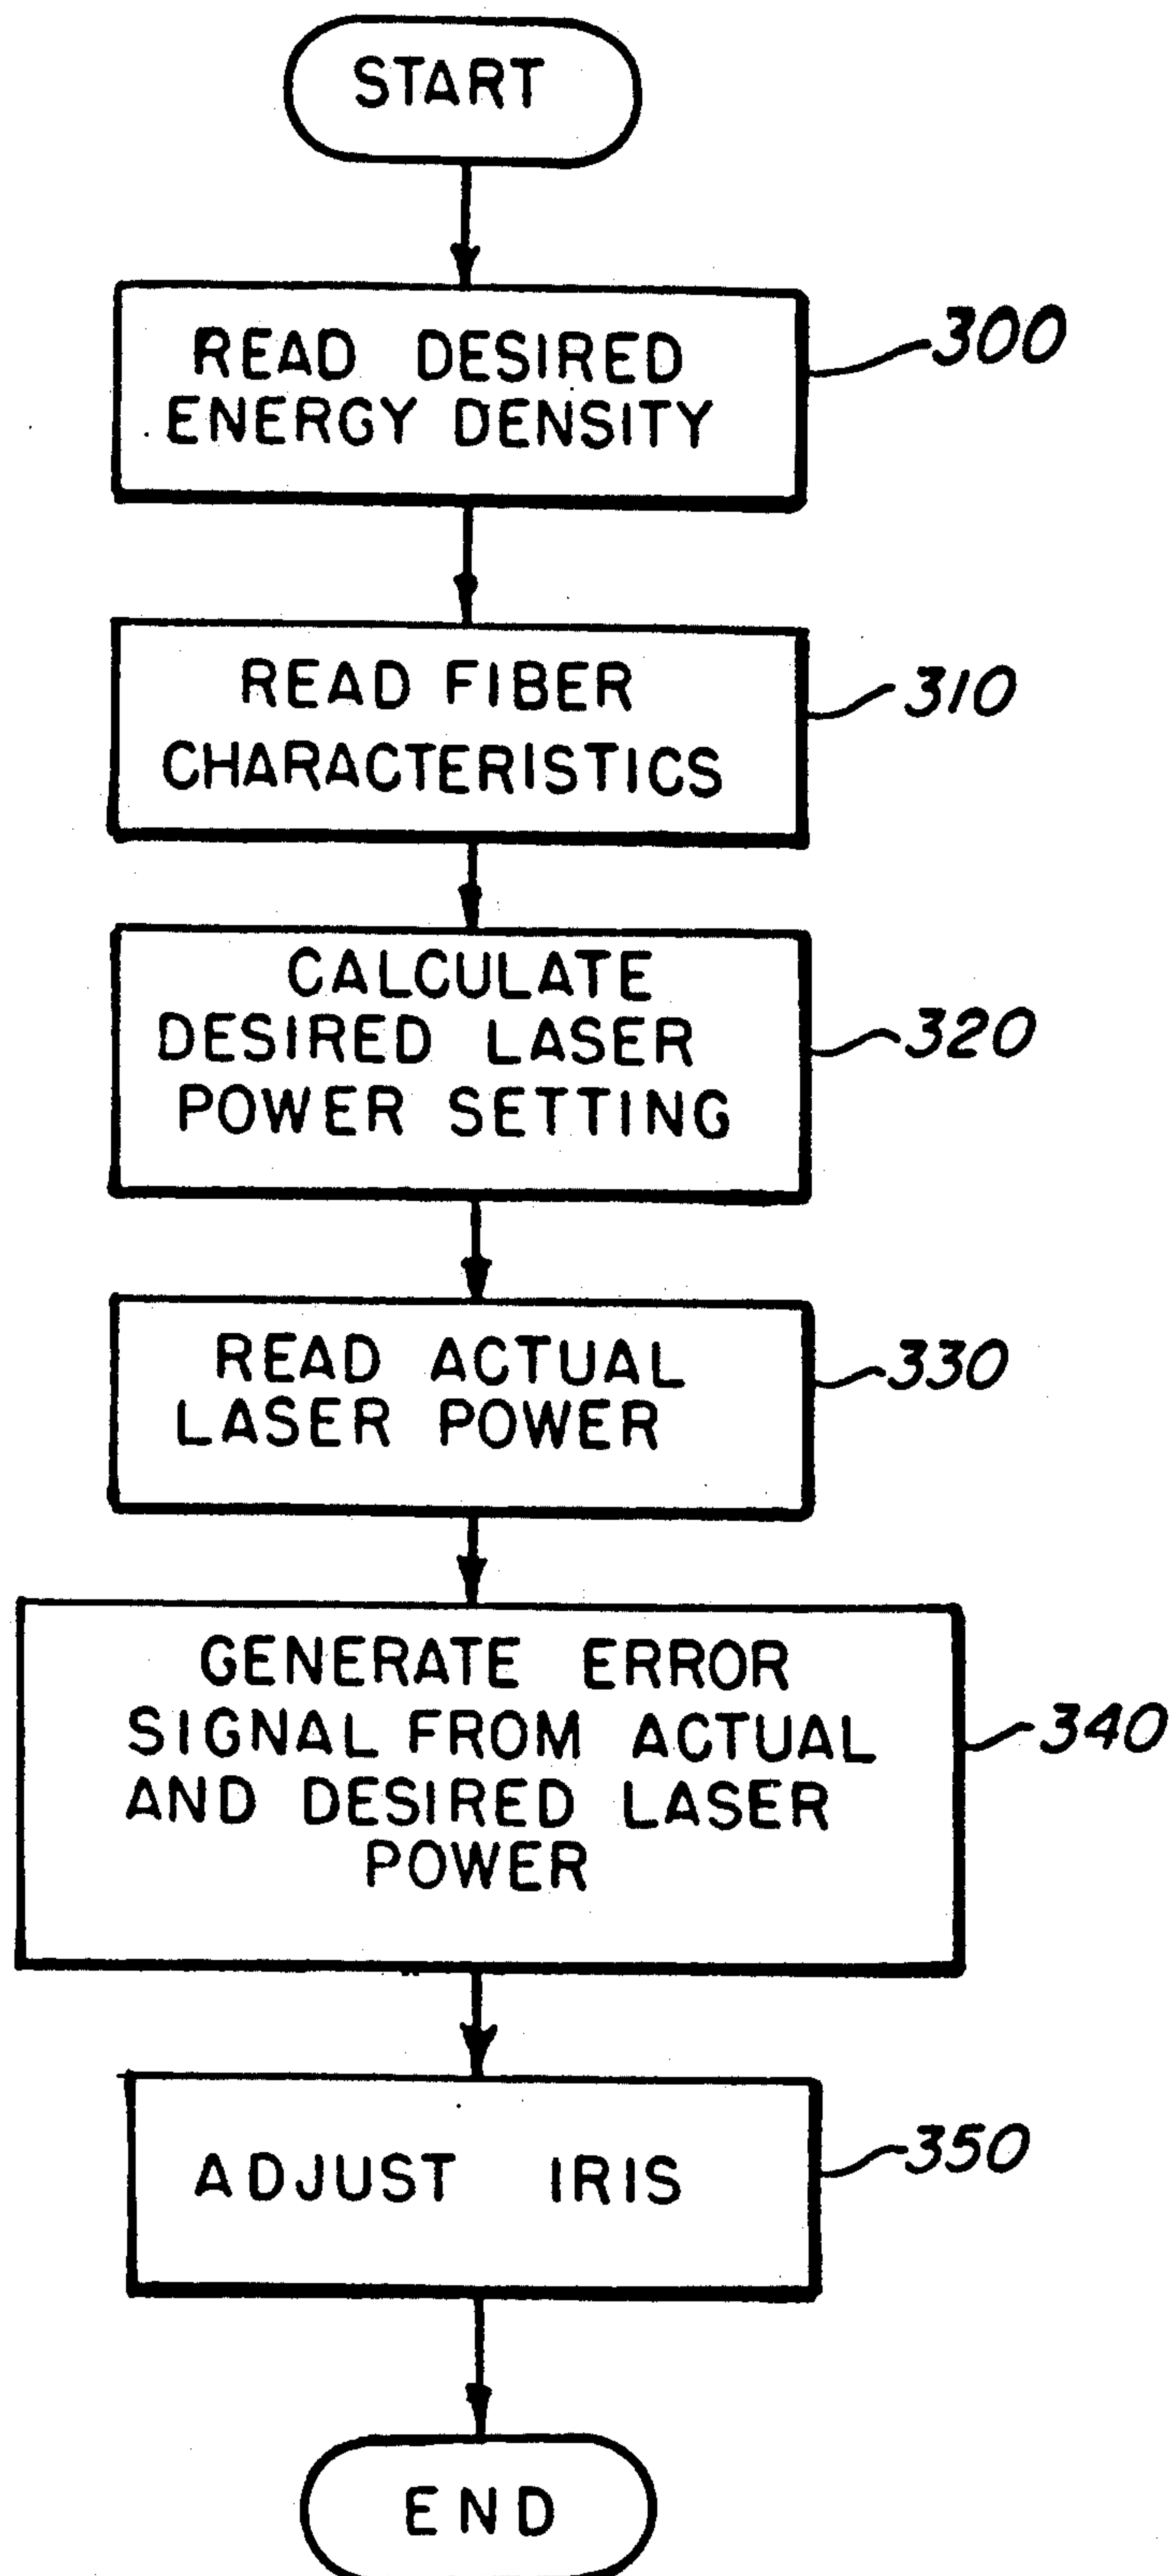 START
READ DESIRED
ENERGY DENSITY
300
READ FIBER
CHARACTERISTICS
310
CALCULATE
DESIRED LASER
POWER SETTING
320
READ ACTUAL
LASER POWER
330
GENERATE ERROR
SIGNAL FROM ACTUAL
AND DESIRED LASER
POWER
340
ADJUST IRIS
350
END